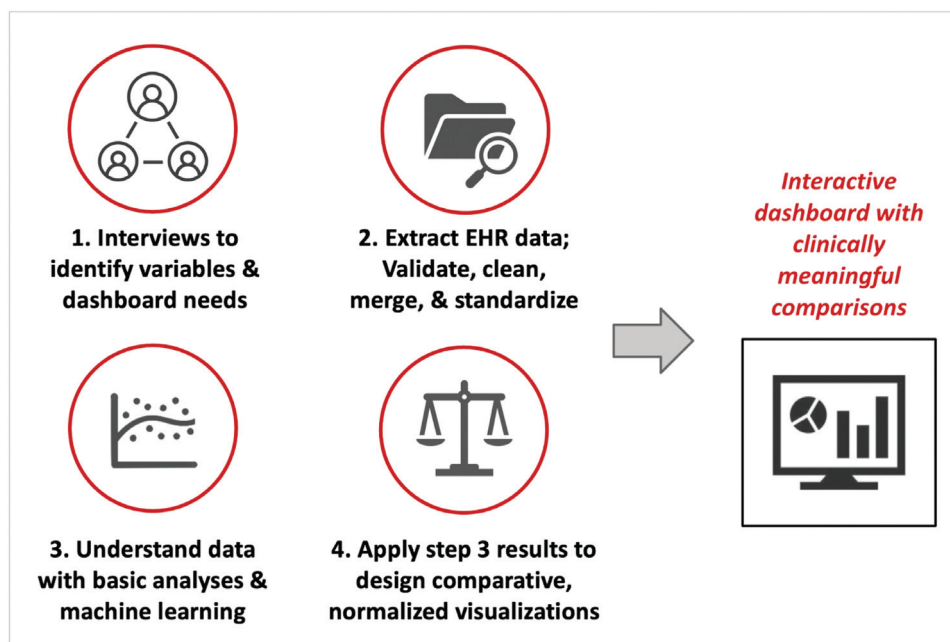 1. Interviews to
identify variables &
dashboard needs
2. Extract EHR data;
Validate, clean,
merge, & standardize
3. Understand data
with basic analyses &
machine learning
4. Apply step 3 results to
design comparative,
normalized visualizations
Interactive
dashboard with
clinically
meaningful
comparisons